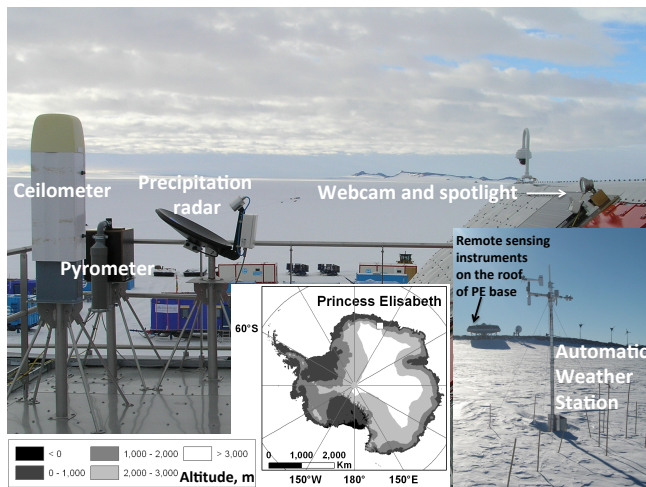 Ceilometer
Precipitation
radar
Webcam and spotlight
Pyrometer
Remote sensing
instruments
on the roof
of PE base
Automatic
Weather
Station
Princess Elisabeth
60°S
0
1,000
2,000
Km
150°W
180°
150°E
< 0
1,000 - 2,000
> 3,000
0 - 1,000
2,000 - 3,000
Altitude, m